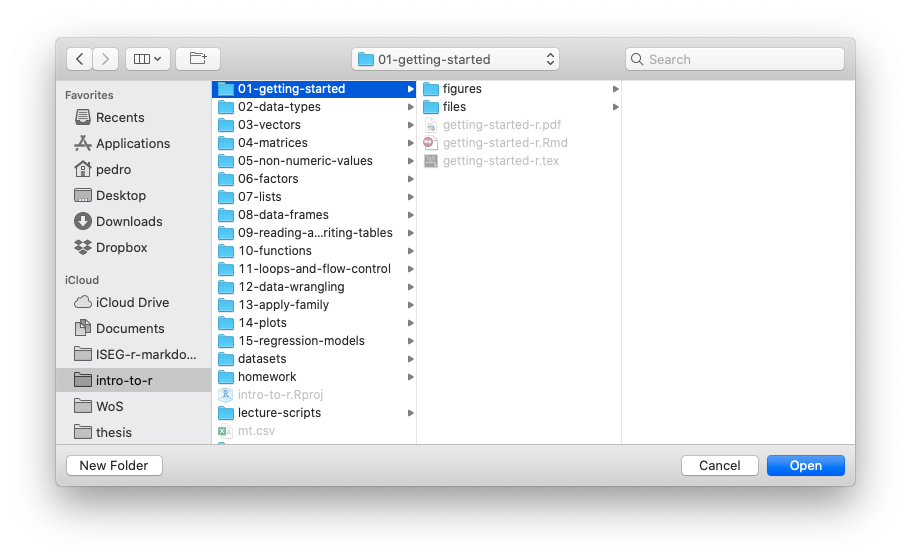 01-getting-started
Search
Favorites
Recents
Applications
pedro
Desktop
Downloads
Dropbox
iCloud
iCloud Drive
Documents
ISEG-r-markdo...
intro-to-r
WoS
thesis
01-getting-started
02-data-types
03-vectors
04-matrices
05-non-numeric-values
06-factors
07-lists
08-data-frames
09-reading-a...riting-tables
10-functions
11-loops-and-flow-control
12-data-wrangling
13-apply-family
14-plots
15-regression-models
datasets
homework
intro-to-r.Rproj
lecture-scripts
mt.csv
figures
files
getting-started-r.pdf
getting-started-r.Rmd
getting-started-r.tex
New Folder
Cancel
Open